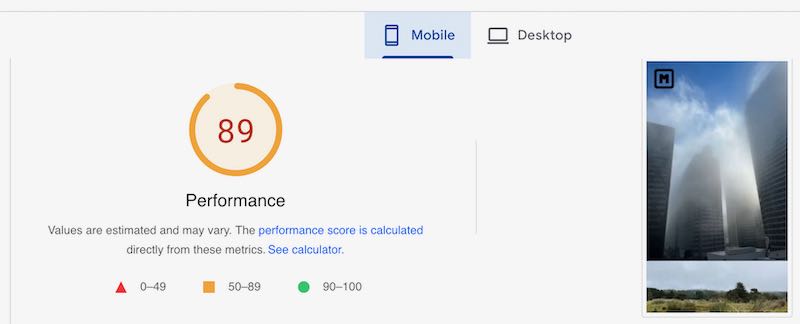 Mobile
Desktop
M
89
Performance
Values are estimated and may vary. The performance score is calculated
directly from these metrics. See calculator.
0–49
50–89
90–100